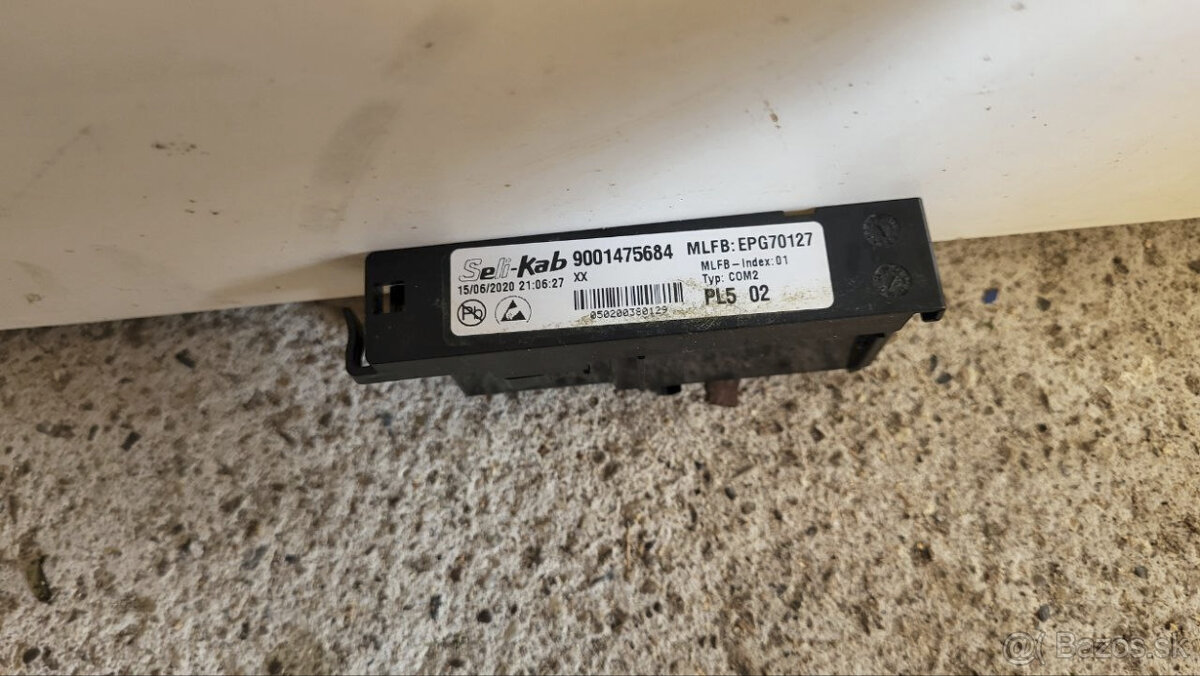 Seli-Kab 9001475684 MLFB: EPG70127
15/06/2020 21:06:27 XX MLFB-Index: 01
Typ: COM2
Pb PL5 02
050200380129
@ Bazos.sk